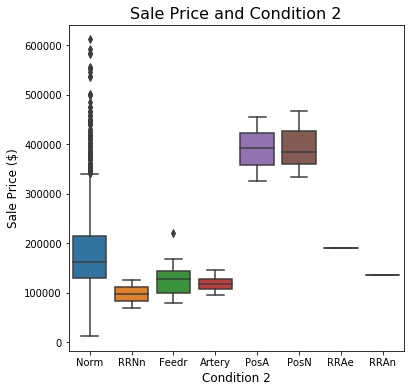 Sale Price and Condition 2
Sale Price ($)
600000
500000
400000
300000
200000
100000
0
Norm RRNn Feedr Artery PosA PosN RRAe RRAn
Condition 2